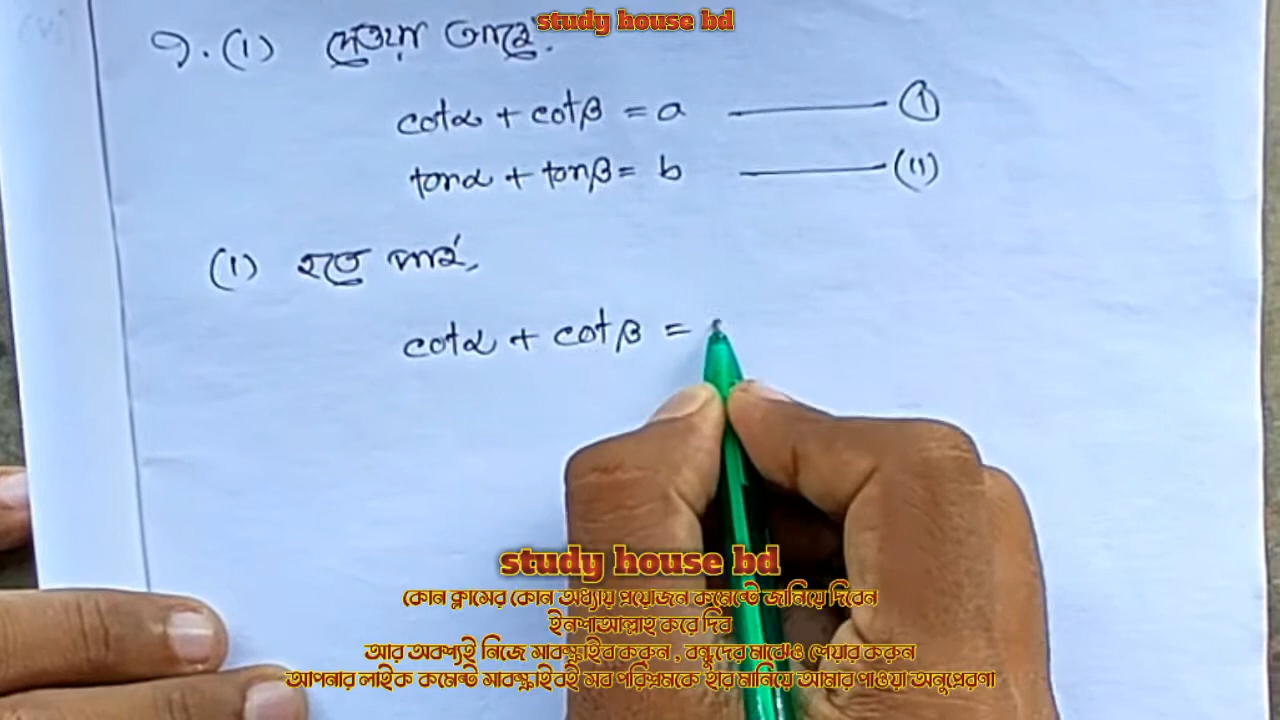 study house bd
৭.(i) দেওয়া আছে.
cotα + cotβ = a ——— (i)
tanα + tanβ = b ——— (ii)
(i) হতে পাই,
cotα + cotβ =
study house bd
কোন ক্লাসের কোন অধ্যায় প্রয়োজন কমেন্টে জানিয়ে দিবেন
ইনশাআল্লাহ করে দিব
আর অবশ্যই নিজে সাবস্ক্রাইব করুন , বন্ধুদের মাঝেও শেয়ার করুন
আপনার লাইক কমেন্ট সাবস্ক্রাইবই সব পরিশ্রমকে হার মানিয়ে আমার পাওয়া অনুপ্রেরণা